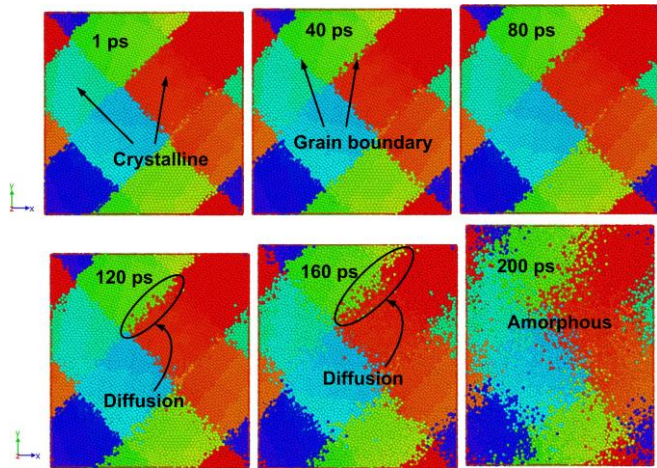 1 ps
40 ps
80 ps
Crystalline
Grain boundary
y
z
x
120 ps
160 ps
200 ps
Amorphous
Diffusion
Diffusion
y
z
x